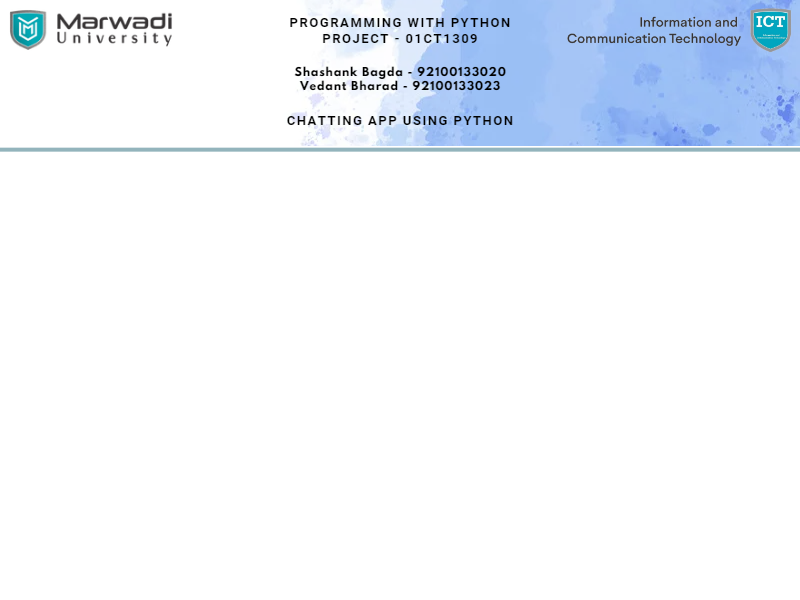 Marwadi
University
PROGRAMMING WITH PYTHON
PROJECT - 01CT1309
Shashank Bagda - 92100133020
Vedant Bharad - 92100133023
CHATTING APP USING PYTHON
Information and
Communication Technology
ICT